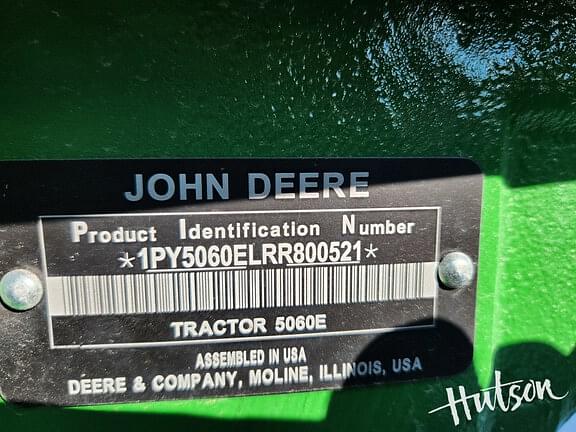 JOHN DEERE
Product Identification Number
*1PY5060ELRR800521*
TRACTOR 5060E
ASSEMBLED IN USA
DEERE & COMPANY, MOLINE, ILLINOIS, USA
Hutson